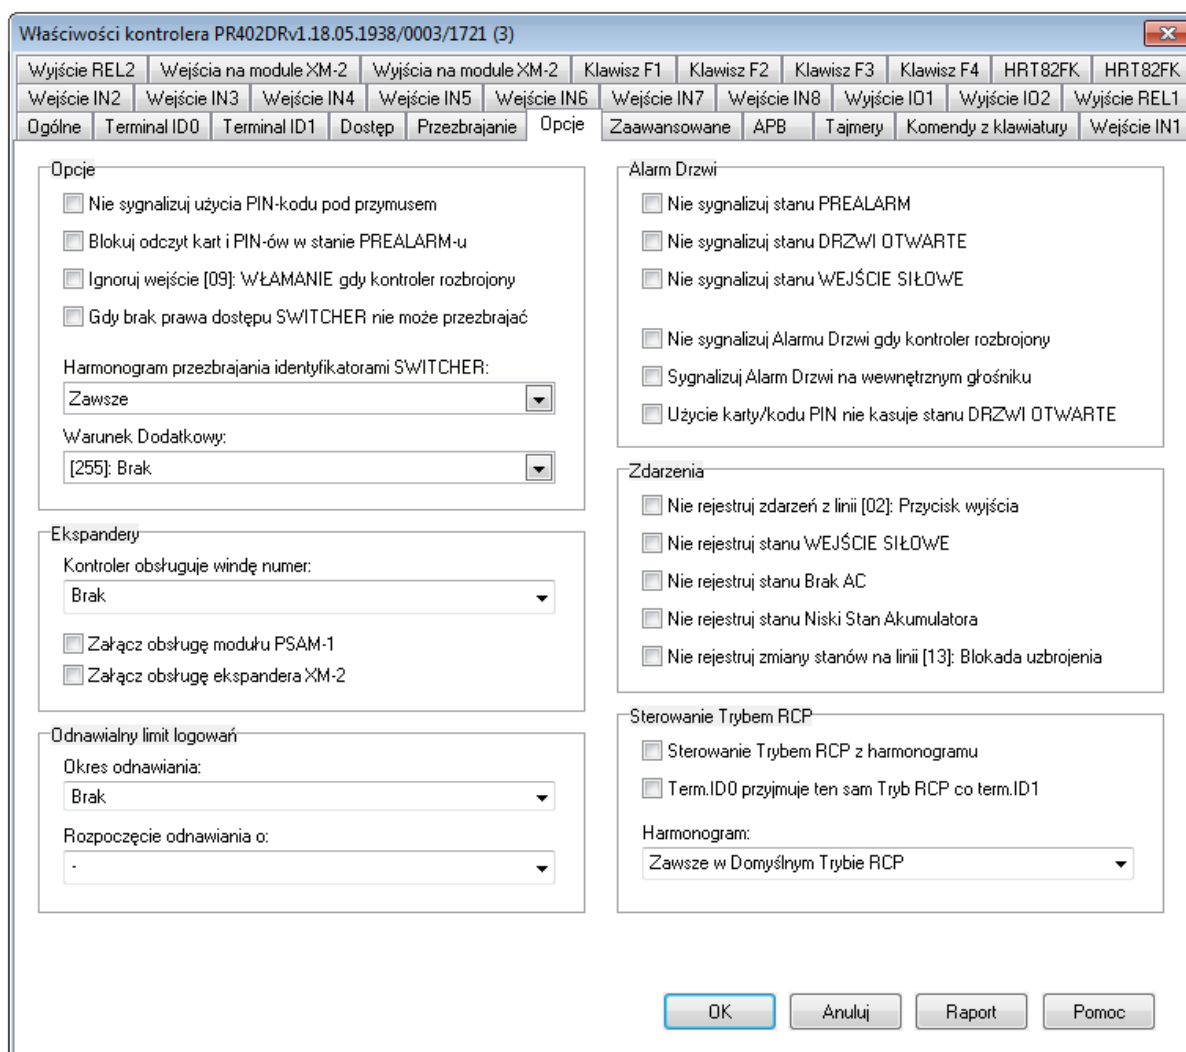 Właściwości kontrolera PR402DRv1.18.05.1938/0003/1721 (3)
Wyjście REL2 Wejścia na module XM-2 Wyjścia na module XM-2 Klawisz F1 Klawisz F2 Klawisz F3 Klawisz F4 HRT82FK HRT82FK
Wejście IN2 Wejście IN3 Wejście IN4 Wejście IN5 Wejście IN6 Wejście IN7 Wejście IN8 Wyjście IO1 Wyjście IO2 Wyjście REL1
Ogólne Terminal ID0 Terminal ID1 Dostęp Przezbrajanie Opcje Zaawansowane APB Tajmery Komendy z klawiatury Wejście IN1
Opcje
Nie sygnalizuj użycia PIN-kodu pod przymusem
Blokuj odczyt kart i PIN-ów w stanie PREALARM-u
Ignoruj wejście [09]: WŁAMANIE gdy kontroler rozbrojony
Gdy brak prawa dostępu SWITCHER nie może przezbrajać
Harmonogram przezbrajania identyfikatorami SWITCHER:
Zawsze
Warunek Dodatkowy:
[255]: Brak
Ekspandery
Kontroler obsługuje windę numer:
Brak
Załącz obsługę modułu PSAM-1
Załącz obsługę ekspandera XM-2
Odnawialny limit logowań
Okres odnawiania:
Brak
Rozpoczęcie odnawiania o:
-
Alarm Drzwi
Nie sygnalizuj stanu PREALARM
Nie sygnalizuj stanu DRZWI OTWARTE
Nie sygnalizuj stanu WEJŚCIE SIŁOWE
Nie sygnalizuj Alarmu Drzwi gdy kontroler rozbrojony
Sygnalizuj Alarm Drzwi na wewnętrznym głośniku
Użycie karty/kodu PIN nie kasuje stanu DRZWI OTWARTE
Zdarzenia
Nie rejestruj zdarzeń z linii [02]: Przycisk wyjścia
Nie rejestruj stanu WEJŚCIE SIŁOWE
Nie rejestruj stanu Brak AC
Nie rejestruj stanu Niski Stan Akumulatora
Nie rejestruj zmiany stanów na linii [13]: Blokada uzbrojenia
Sterowanie Trybem RCP
Sterowanie Trybem RCP z harmonogramu
Term.ID0 przyjmuje ten sam Tryb RCP co term.ID1
Harmonogram:
Zawsze w Domyślnym Trybie RCP
OK Anuluj Raport Pomoc